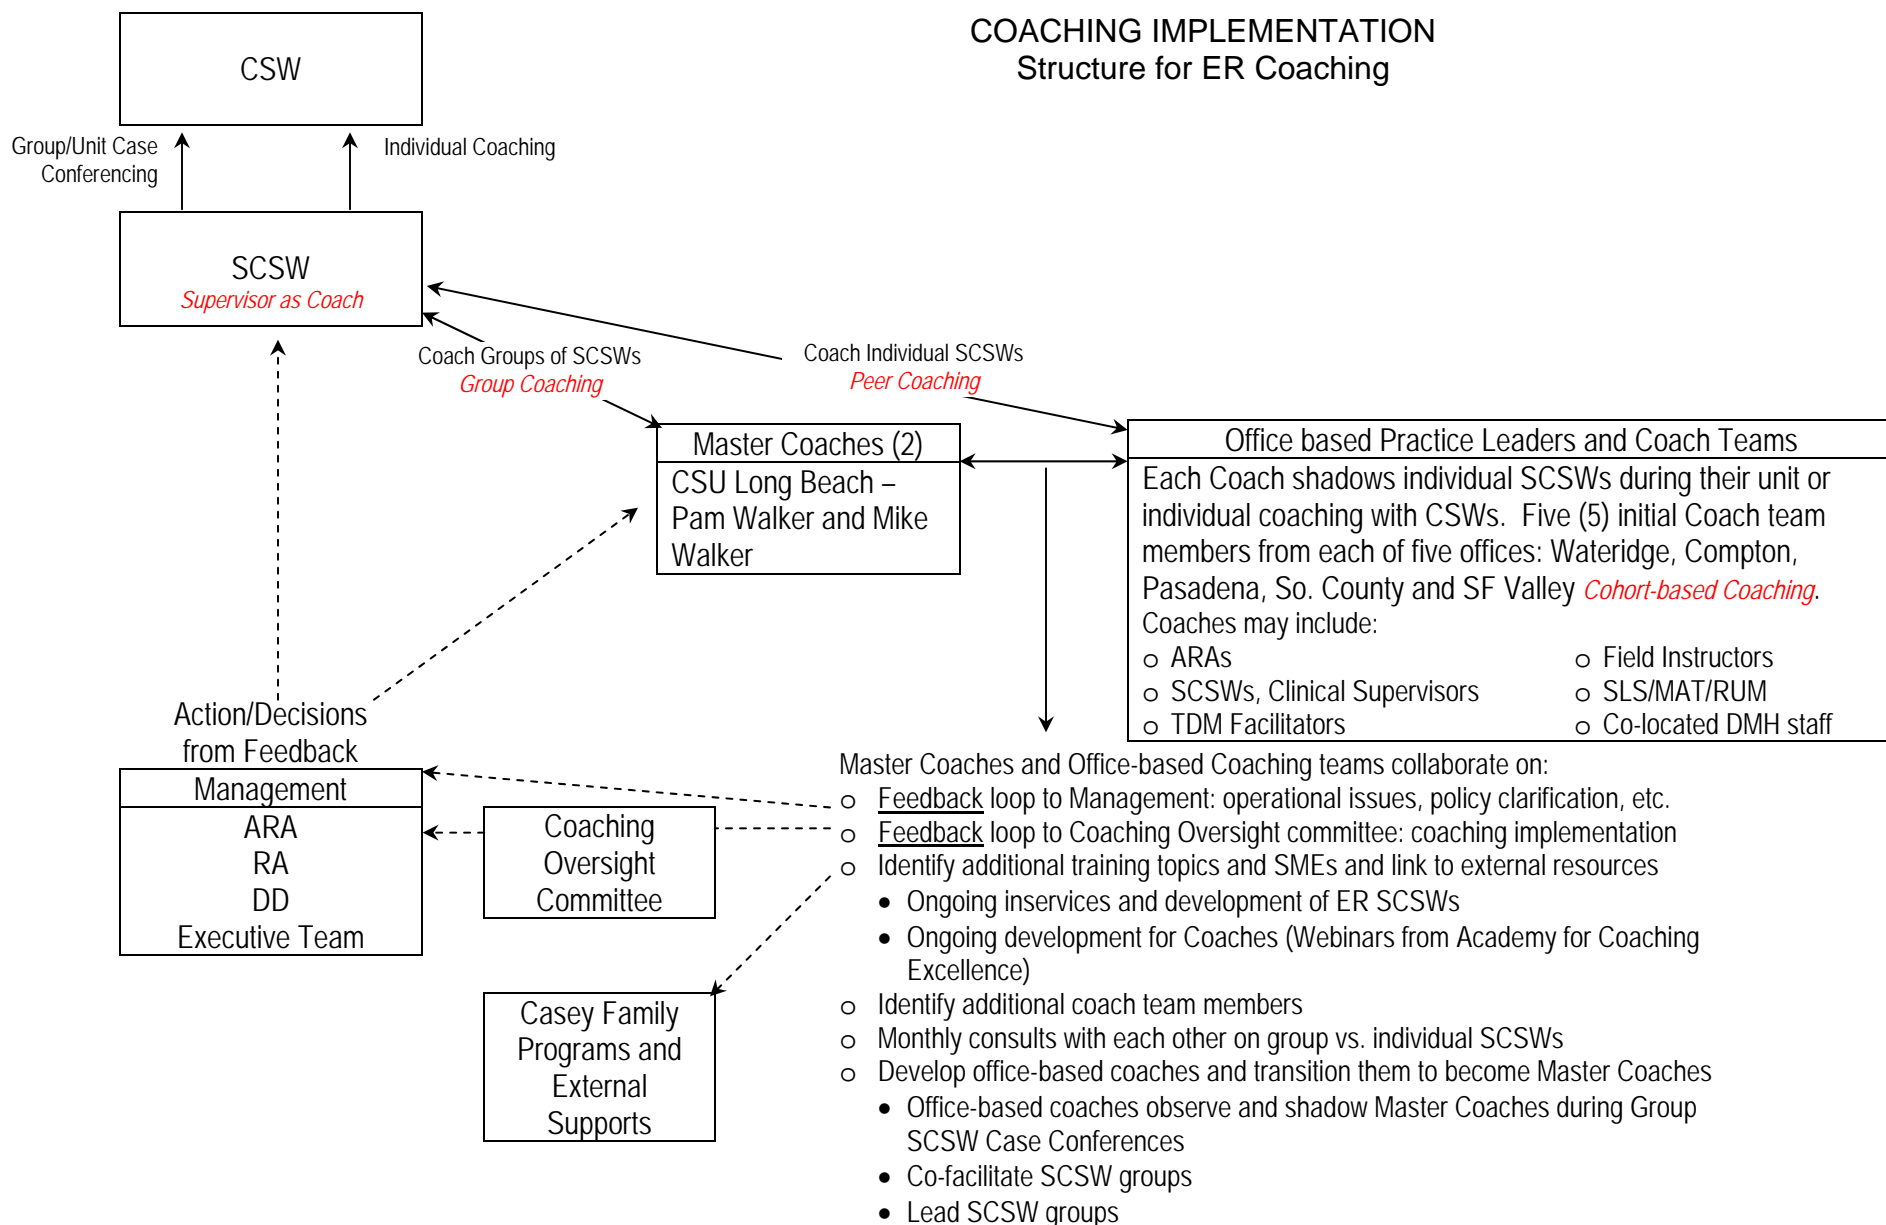 COACHING IMPLEMENTATION
Structure for ER Coaching
CSW
Group/Unit Case
Conferencing
Individual Coaching
SCSW
Supervisor as Coach
Coach Groups of SCSWs
Group Coaching
Coach Individual SCSWs
Peer Coaching
Master Coaches (2)
CSU Long Beach –
Pam Walker and Mike
Walker
Office based Practice Leaders and Coach Teams
Each Coach shadows individual SCSWs during their unit or
individual coaching with CSWs.  Five (5) initial Coach team
members from each of five offices: Wateridge, Compton,
Pasadena, So. County and SF Valley Cohort-based Coaching.
Coaches may include:
o ARAs
o SCSWs, Clinical Supervisors
o TDM Facilitators
o Field Instructors
o SLS/MAT/RUM
o Co-located DMH staff
Action/Decisions
from Feedback
Management
ARA
RA
DD
Executive Team
Coaching
Oversight
Committee
Casey Family
Programs and
External
Supports
Master Coaches and Office-based Coaching teams collaborate on:
o Feedback loop to Management: operational issues, policy clarification, etc.
o Feedback loop to Coaching Oversight committee: coaching implementation
o Identify additional training topics and SMEs and link to external resources
• Ongoing inservices and development of ER SCSWs
• Ongoing development for Coaches (Webinars from Academy for Coaching
Excellence)
o Identify additional coach team members
o Monthly consults with each other on group vs. individual SCSWs
o Develop office-based coaches and transition them to become Master Coaches
• Office-based coaches observe and shadow Master Coaches during Group
SCSW Case Conferences
• Co-facilitate SCSW groups
• Lead SCSW groups